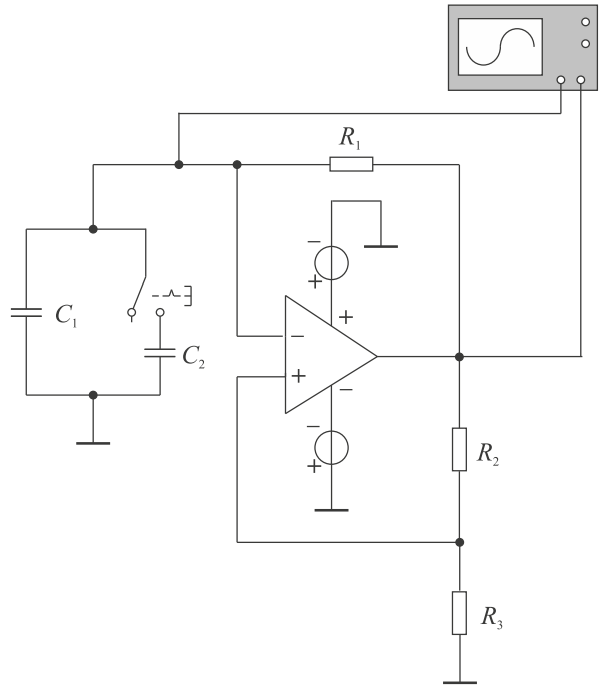 R₁
−
+
+
C₁
−
+
C₂
−
−
+
R₂
R₃